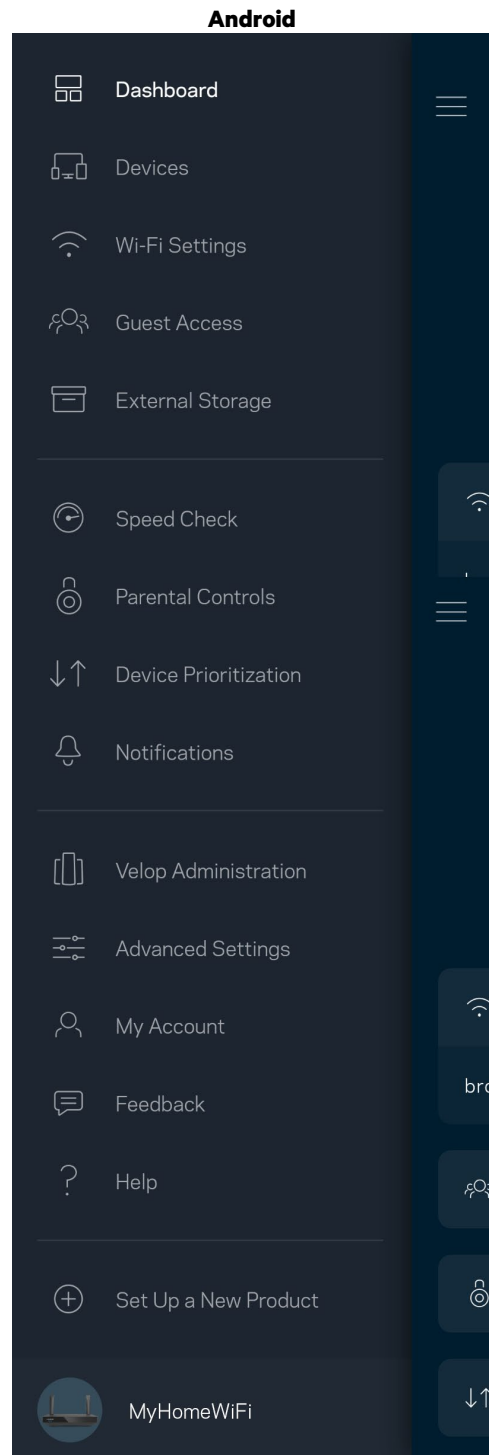 Android
Dashboard
Devices
Wi-Fi Settings
Guest Access
External Storage
Speed Check
Parental Controls
Device Prioritization
Notifications
Velop Administration
Advanced Settings
My Account
Feedback
bro
Help
Set Up a New Product
MyHomeWiFi